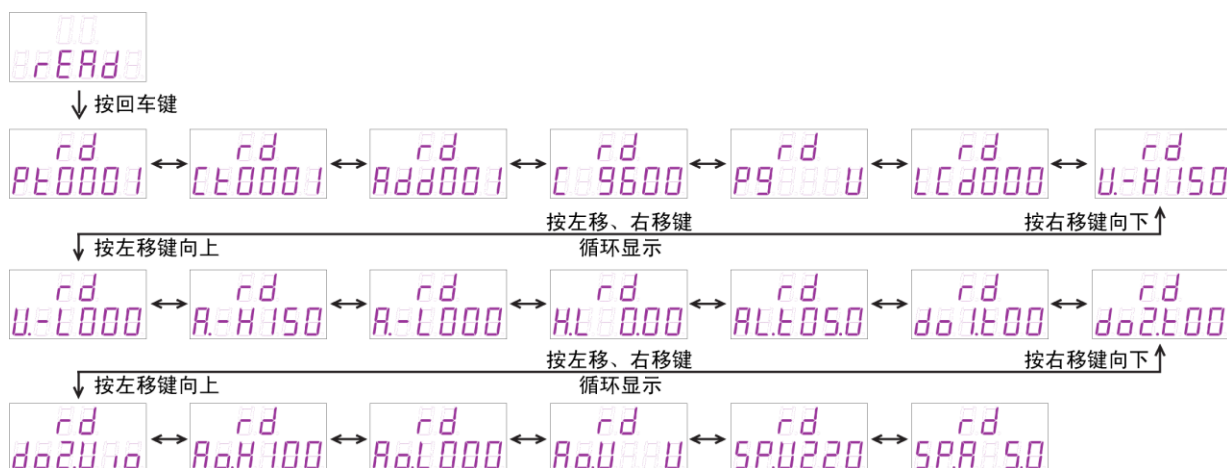 rEAd
按回车键
rd rd rd rd rd rd rd
Pt0001 Ct0001 Add001 C 9600 P9 U LCd000 U.-H150
按左移、右移键 按右移键向下
按左移键向上 循环显示
rd rd rd rd rd rd rd
U.-L000 A.-H150 A.-L000 H.L 0.00 AL.t05.0 do1.t00 do2.t00
按左移、右移键 按右移键向下
按左移键向上 循环显示
rd rd rd rd rd rd
do2.U io Ao.H100 Ao.L000 Ao.U U SP.U220 SP.A 5.0